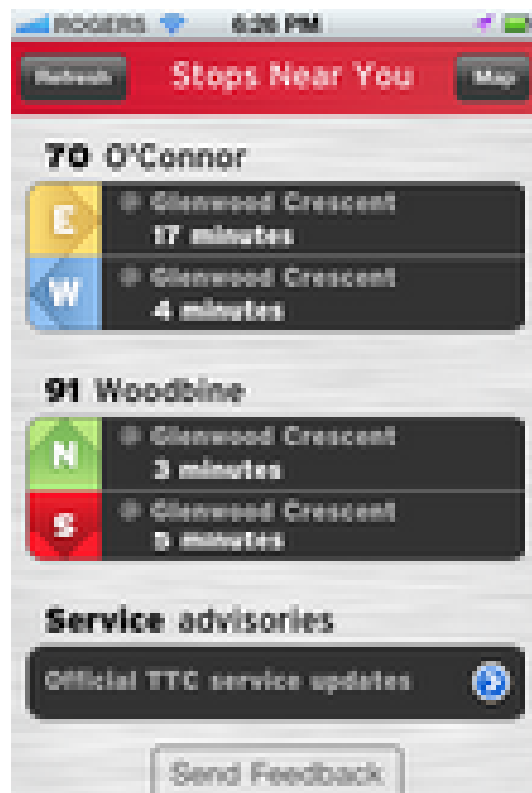 ROGERS 6:26 PM
Refresh Stops Near You Map
70 O'Connor
E @ Glenwood Crescent
17 minutes
W @ Glenwood Crescent
4 minutes
91 Woodbine
N @ Glenwood Crescent
3 minutes
S @ Glenwood Crescent
5 minutes
Service advisories
Official TTC service updates
Send Feedback